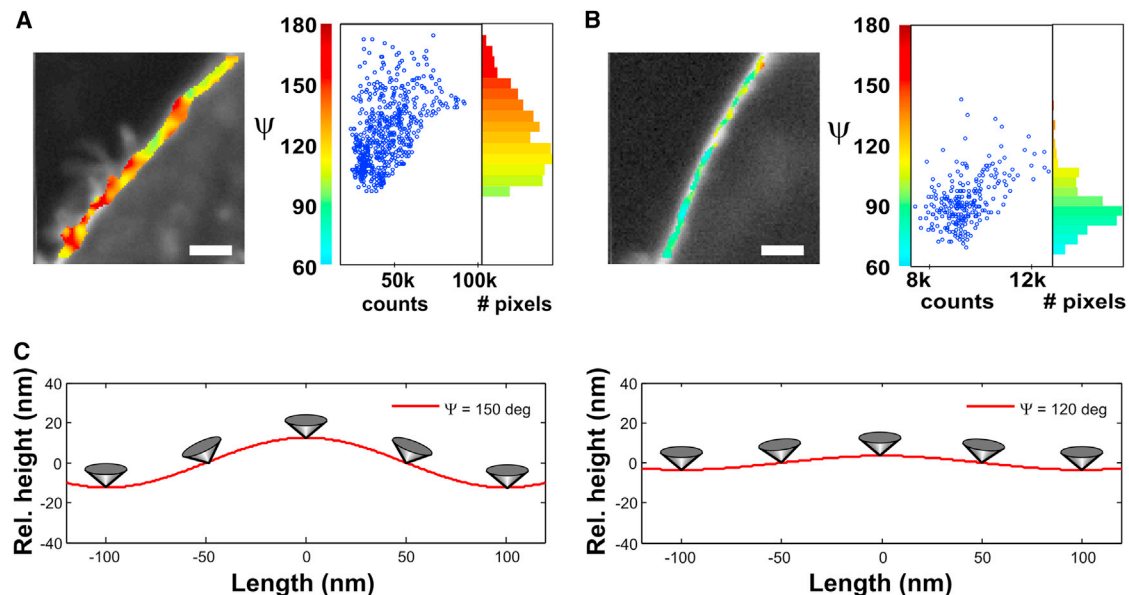 A
180
150
Ψ
120
90
60
50k
100k
counts
# pixels
B
180
150
Ψ
120
90
60
8k
12k
counts
# pixels
C
Rel. height (nm)
40
20
0
-20
-40
Ψ = 150 deg
-100
-50
0
50
100
Length (nm)
Rel. height (nm)
40
20
0
-20
-40
Ψ = 120 deg
-100
-50
0
50
100
Length (nm)